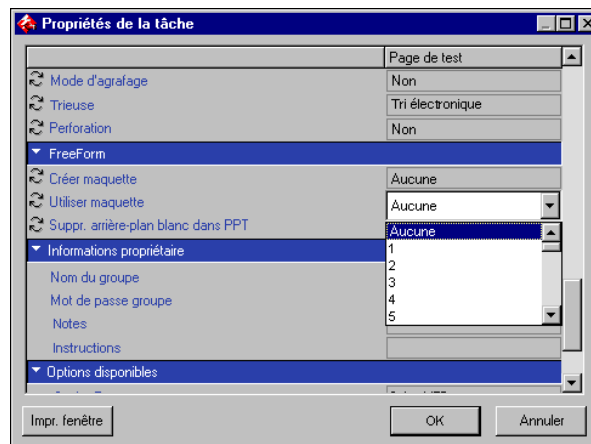 Propriétés de la tâche
Page de test
Mode d'agrafage Non
Trieuse Tri électronique
Perforation Non
FreeForm
Créer maquette Aucune
Utiliser maquette Aucune
Suppr. arrière-plan blanc dans PPT Aucune
Informations propriétaire 1
2
Nom du groupe 3
Mot de passe groupe 4
Notes 5
Instructions
Options disponibles
Impr. fenêtre OK Annuler